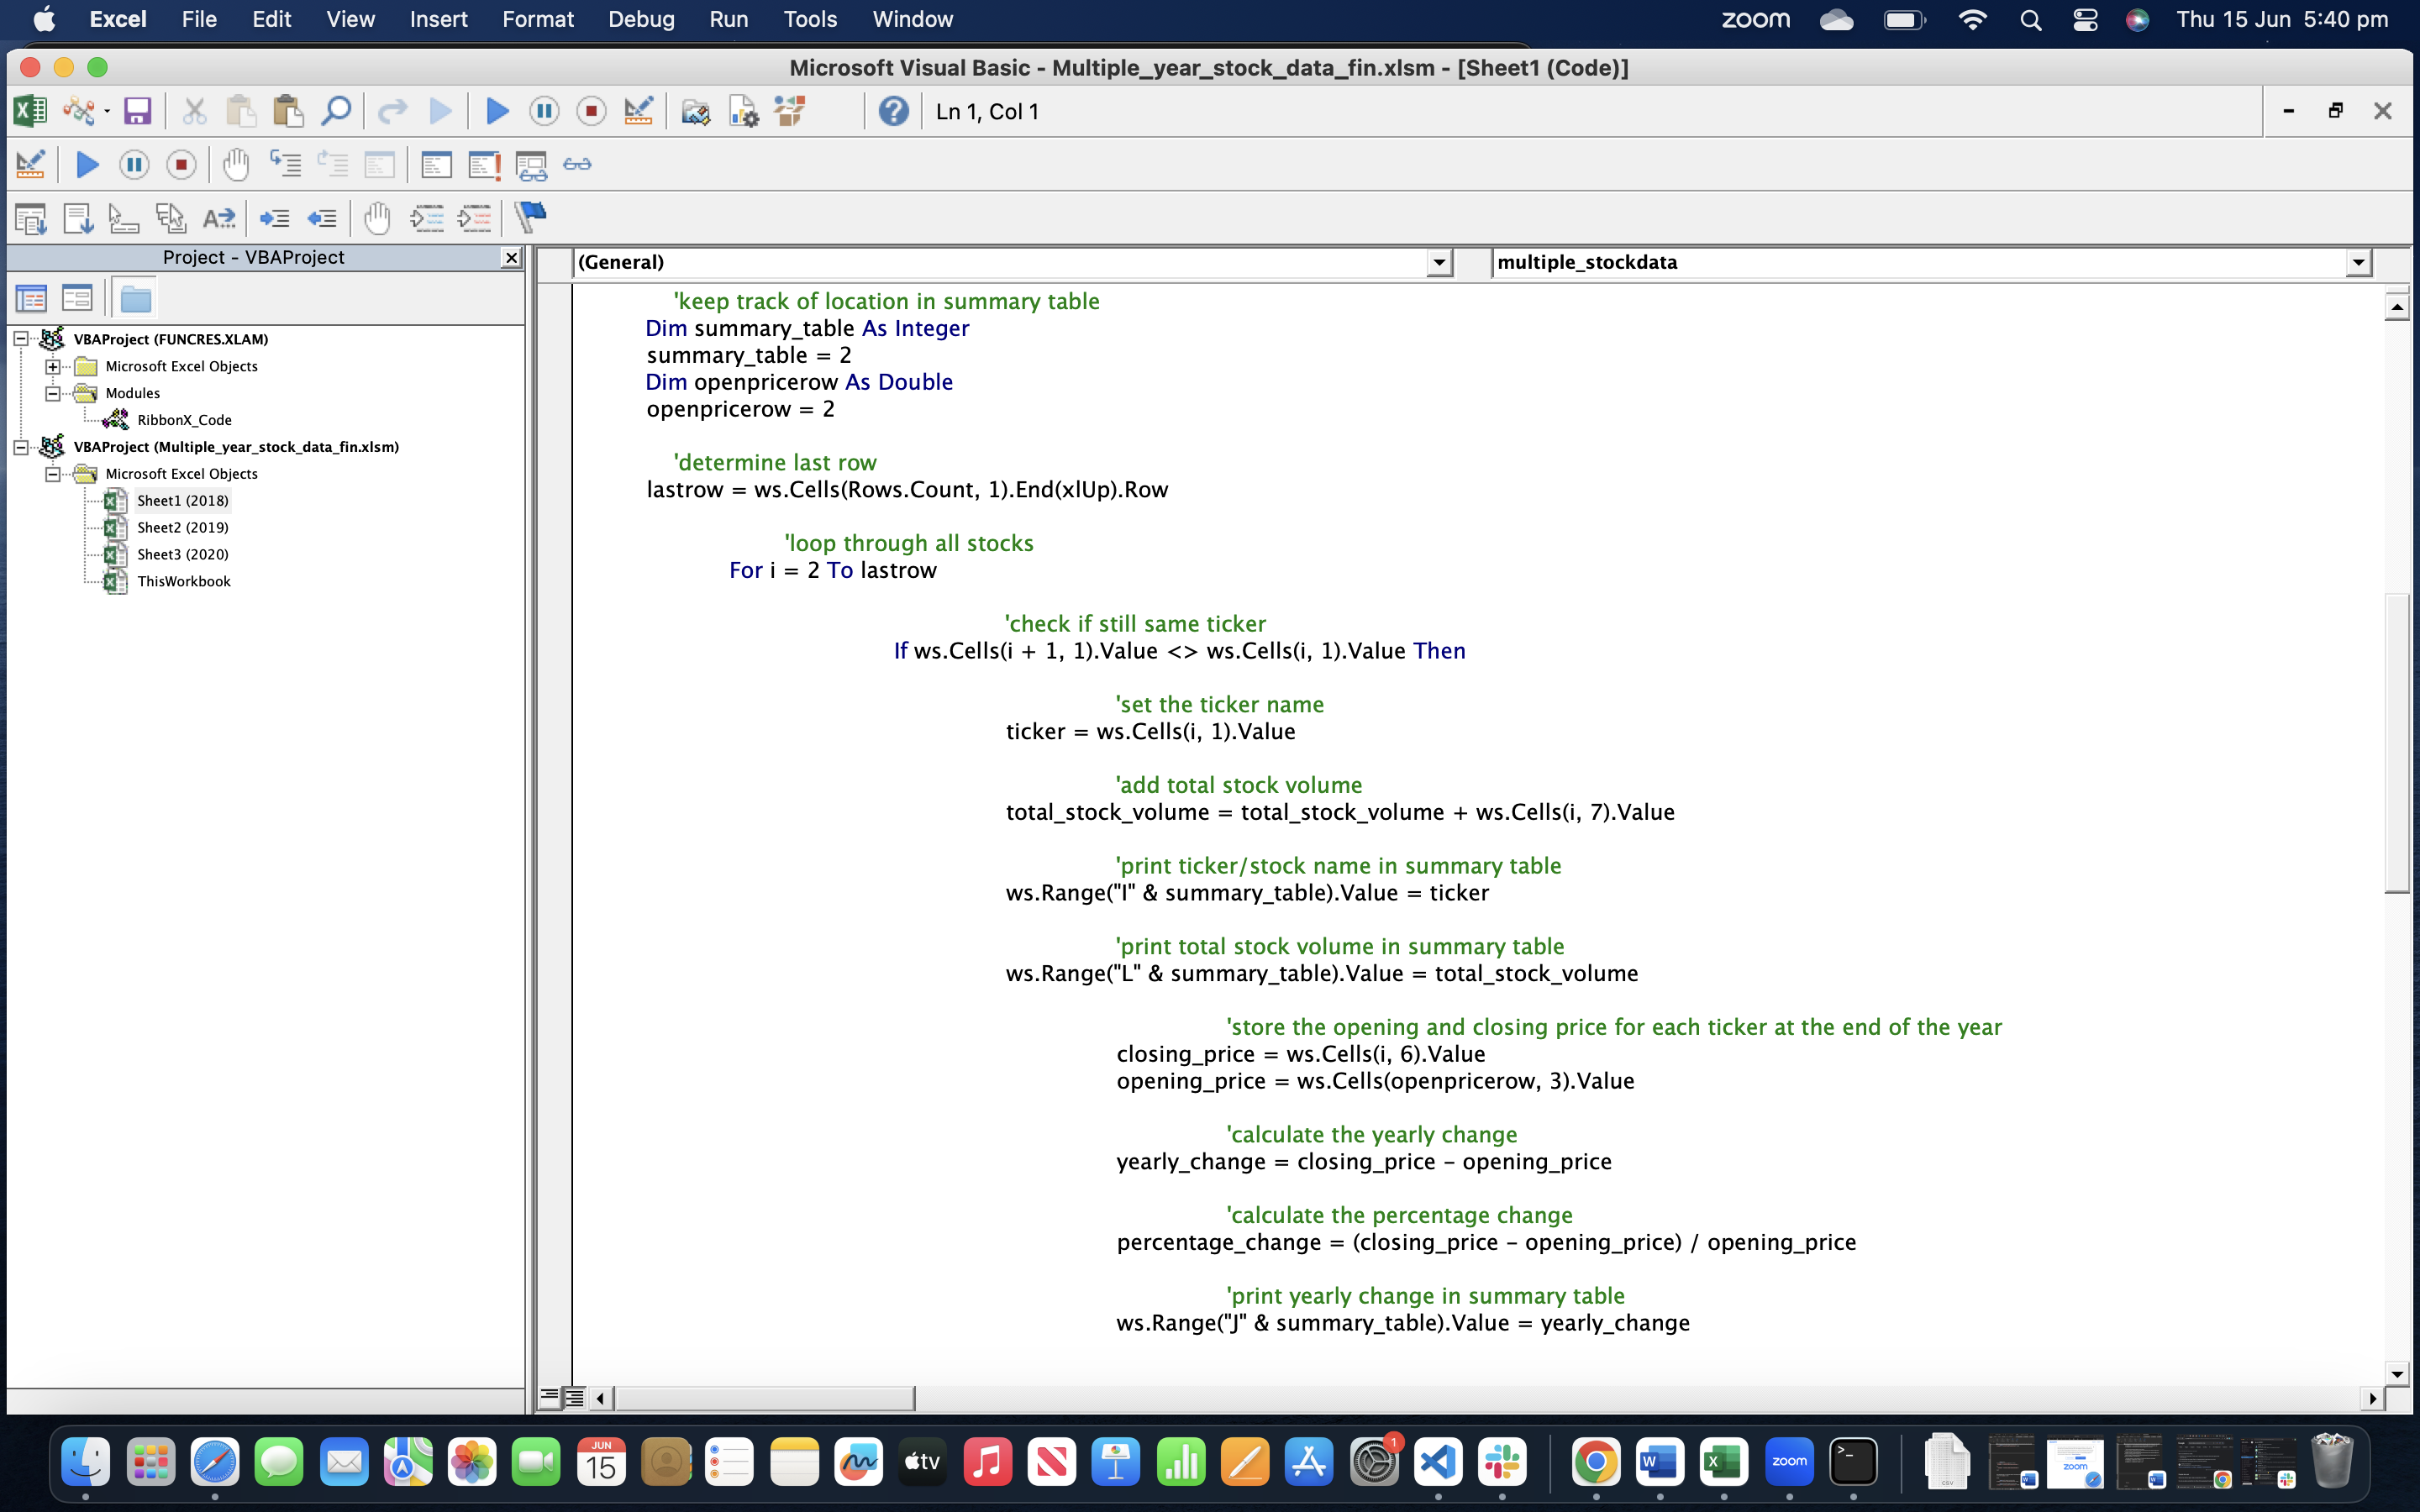 Excel File Edit View Insert Format Debug Run Tools Window zoom Thu 15 Jun 5:40 pm
Microsoft Visual Basic - Multiple_year_stock_data_fin.xlsm - [Sheet1 (Code)]
Ln 1, Col 1
Project - VBAProject
(General) multiple_stockdata
VBAProject (FUNCRES.XLAM)
Microsoft Excel Objects
Modules
RibbonX_Code
VBAProject (Multiple_year_stock_data_fin.xlsm)
Microsoft Excel Objects
Sheet1 (2018)
Sheet2 (2019)
Sheet3 (2020)
ThisWorkbook
'keep track of location in summary table
Dim summary_table As Integer
summary_table = 2
Dim openpricerow As Double
openpricerow = 2
'determine last row
lastrow = ws.Cells(Rows.Count, 1).End(xlUp).Row
'loop through all stocks
For i = 2 To lastrow
'check if still same ticker
If ws.Cells(i + 1, 1).Value <> ws.Cells(i, 1).Value Then
'set the ticker name
ticker = ws.Cells(i, 1).Value
'add total stock volume
total_stock_volume = total_stock_volume + ws.Cells(i, 7).Value
'print ticker/stock name in summary table
ws.Range("I" & summary_table).Value = ticker
'print total stock volume in summary table
ws.Range("L" & summary_table).Value = total_stock_volume
'store the opening and closing price for each ticker at the end of the year
closing_price = ws.Cells(i, 6).Value
opening_price = ws.Cells(openpricerow, 3).Value
'calculate the yearly change
yearly_change = closing_price - opening_price
'calculate the percentage change
percentage_change = (closing_price - opening_price) / opening_price
'print yearly change in summary table
ws.Range("J" & summary_table).Value = yearly_change
JUN
15
tv
1
zoom
zoom